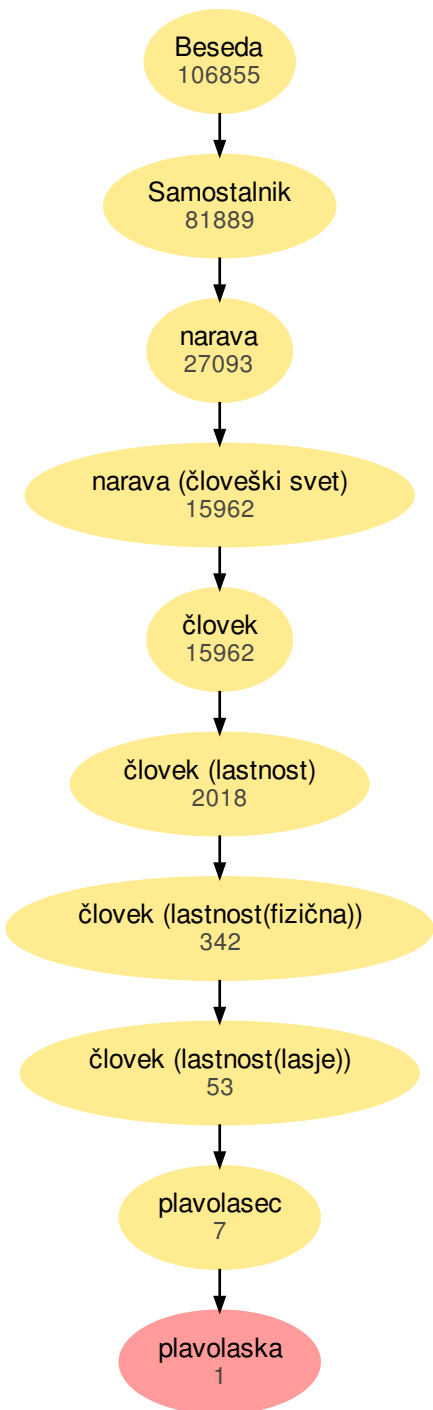 Beseda
106855
Samostalnik
81889
narava
27093
narava (človeški svet)
15962
človek
15962
človek (lastnost)
2018
človek (lastnost(fizična))
342
človek (lastnost(lasje))
53
plavolasec
7
plavolaska
1